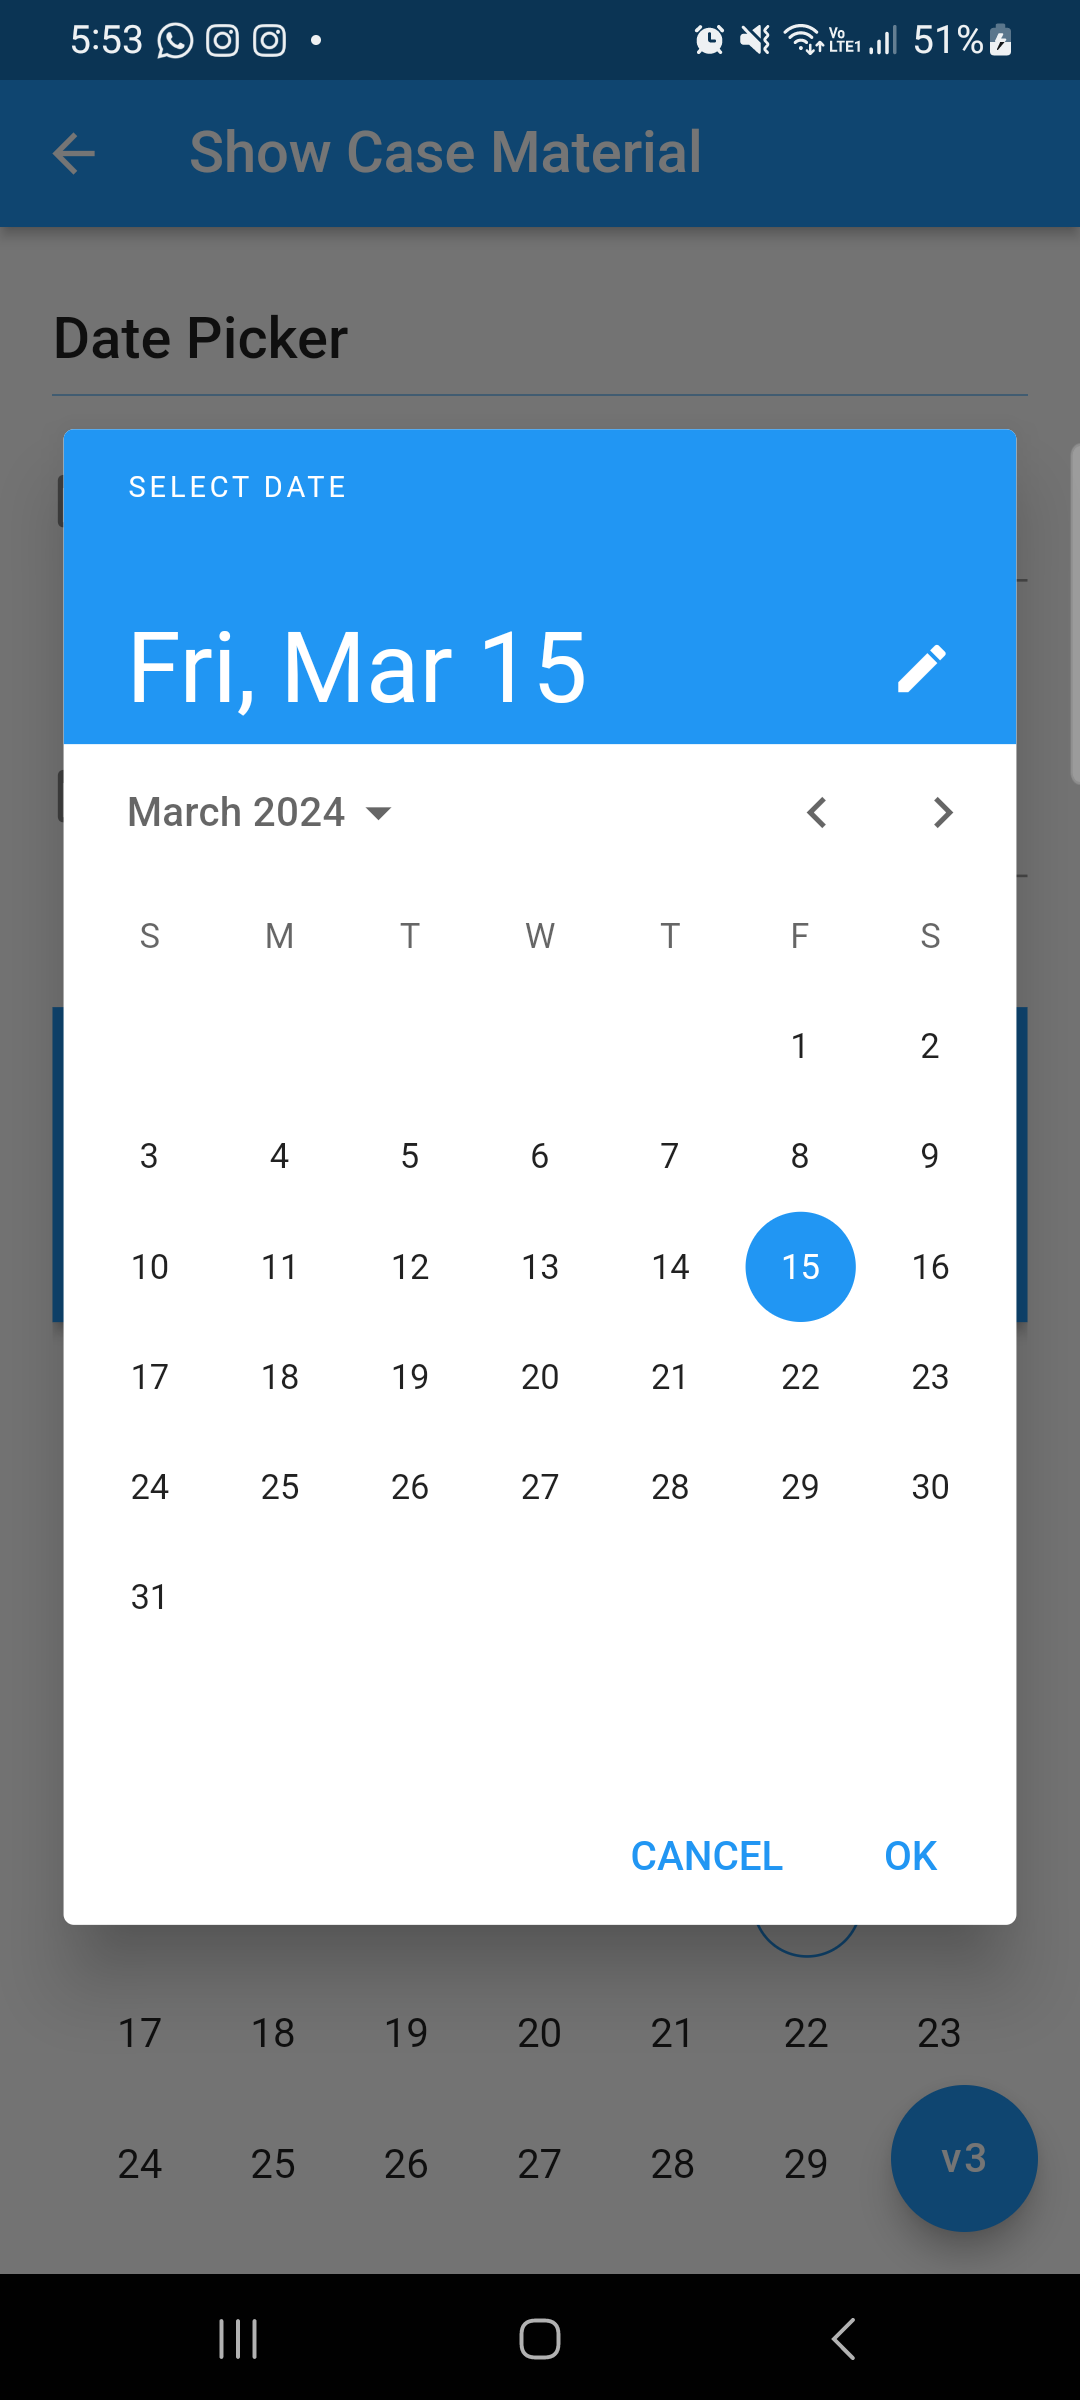 5:53 Vo LTE1 51%
Show Case Material
Date Picker
SELECT DATE
Fri, Mar 15
March 2024
S M T W T F S
1 2
3 4 5 6 7 8 9
10 11 12 13 14 15 16
17 18 19 20 21 22 23
24 25 26 27 28 29 30
31
CANCEL OK
17 18 19 20 21 22 23
24 25 26 27 28 29
v3